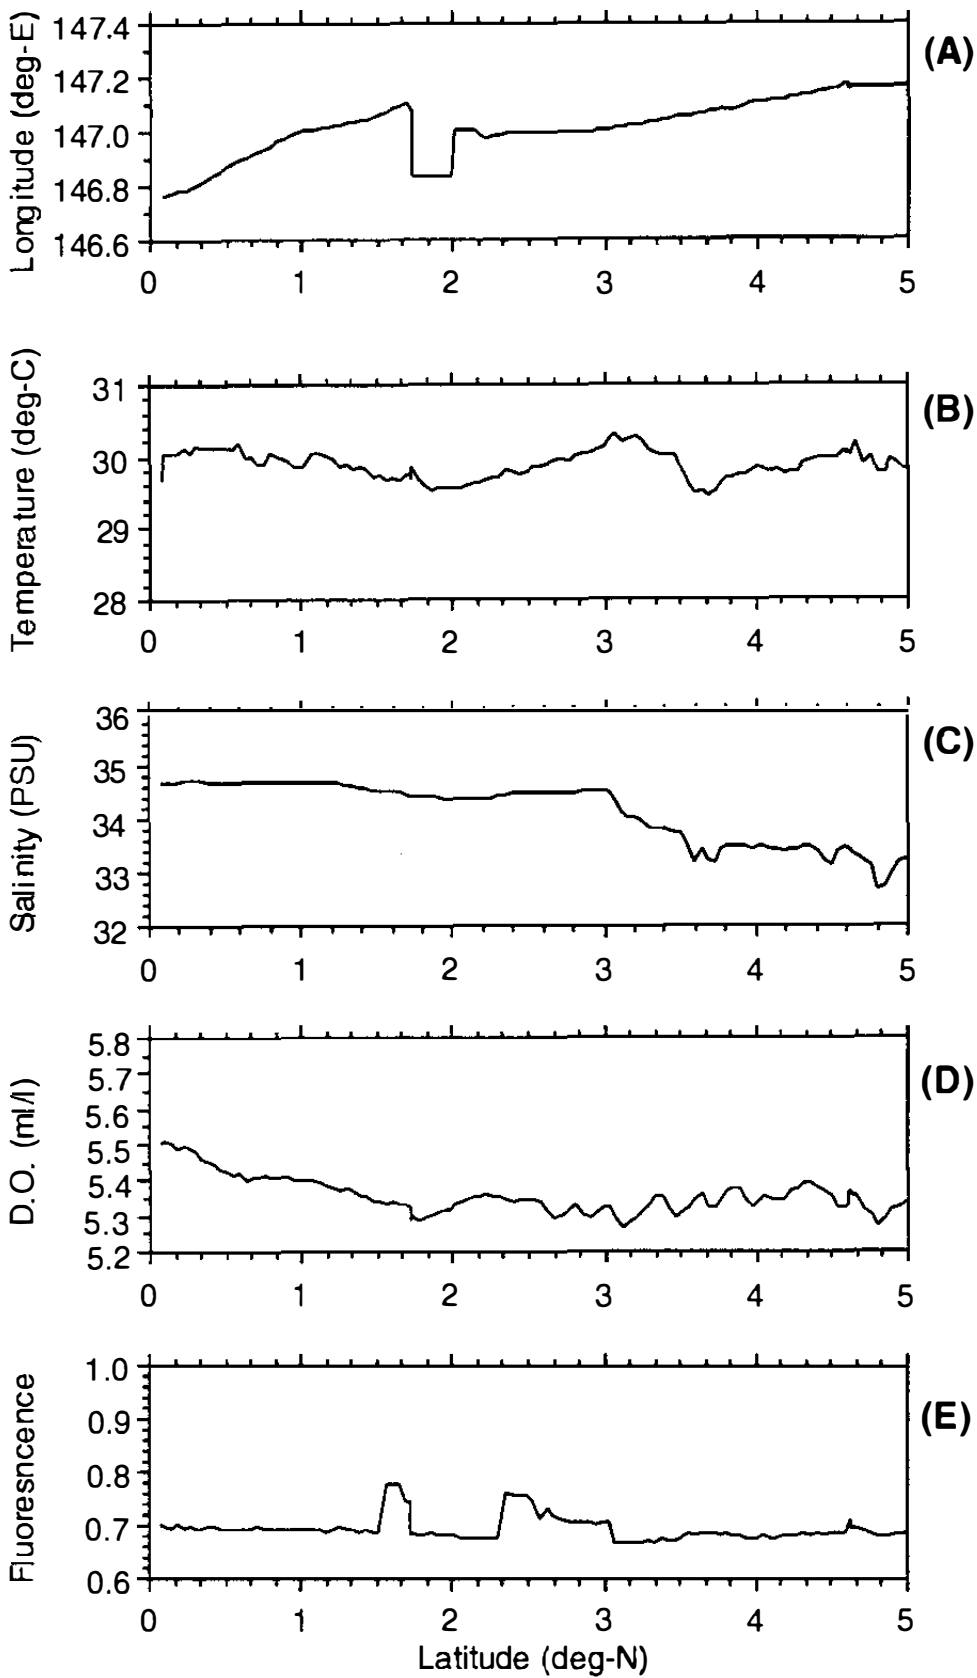 Longitude (deg-E)
147.4
147.2
147.0
146.8
146.6
0 1 2 3 4 5
(A)
Temperature (deg-C)
31
30
29
28
0 1 2 3 4 5
(B)
Salinity (PSU)
36
35
34
33
32
0 1 2 3 4 5
(C)
D.O. (ml/l)
5.8
5.7
5.6
5.5
5.4
5.3
5.2
0 1 2 3 4 5
(D)
Fluoresncence
1.0
0.9
0.8
0.7
0.6
0 1 2 3 4 5
(E)
Latitude (deg-N)